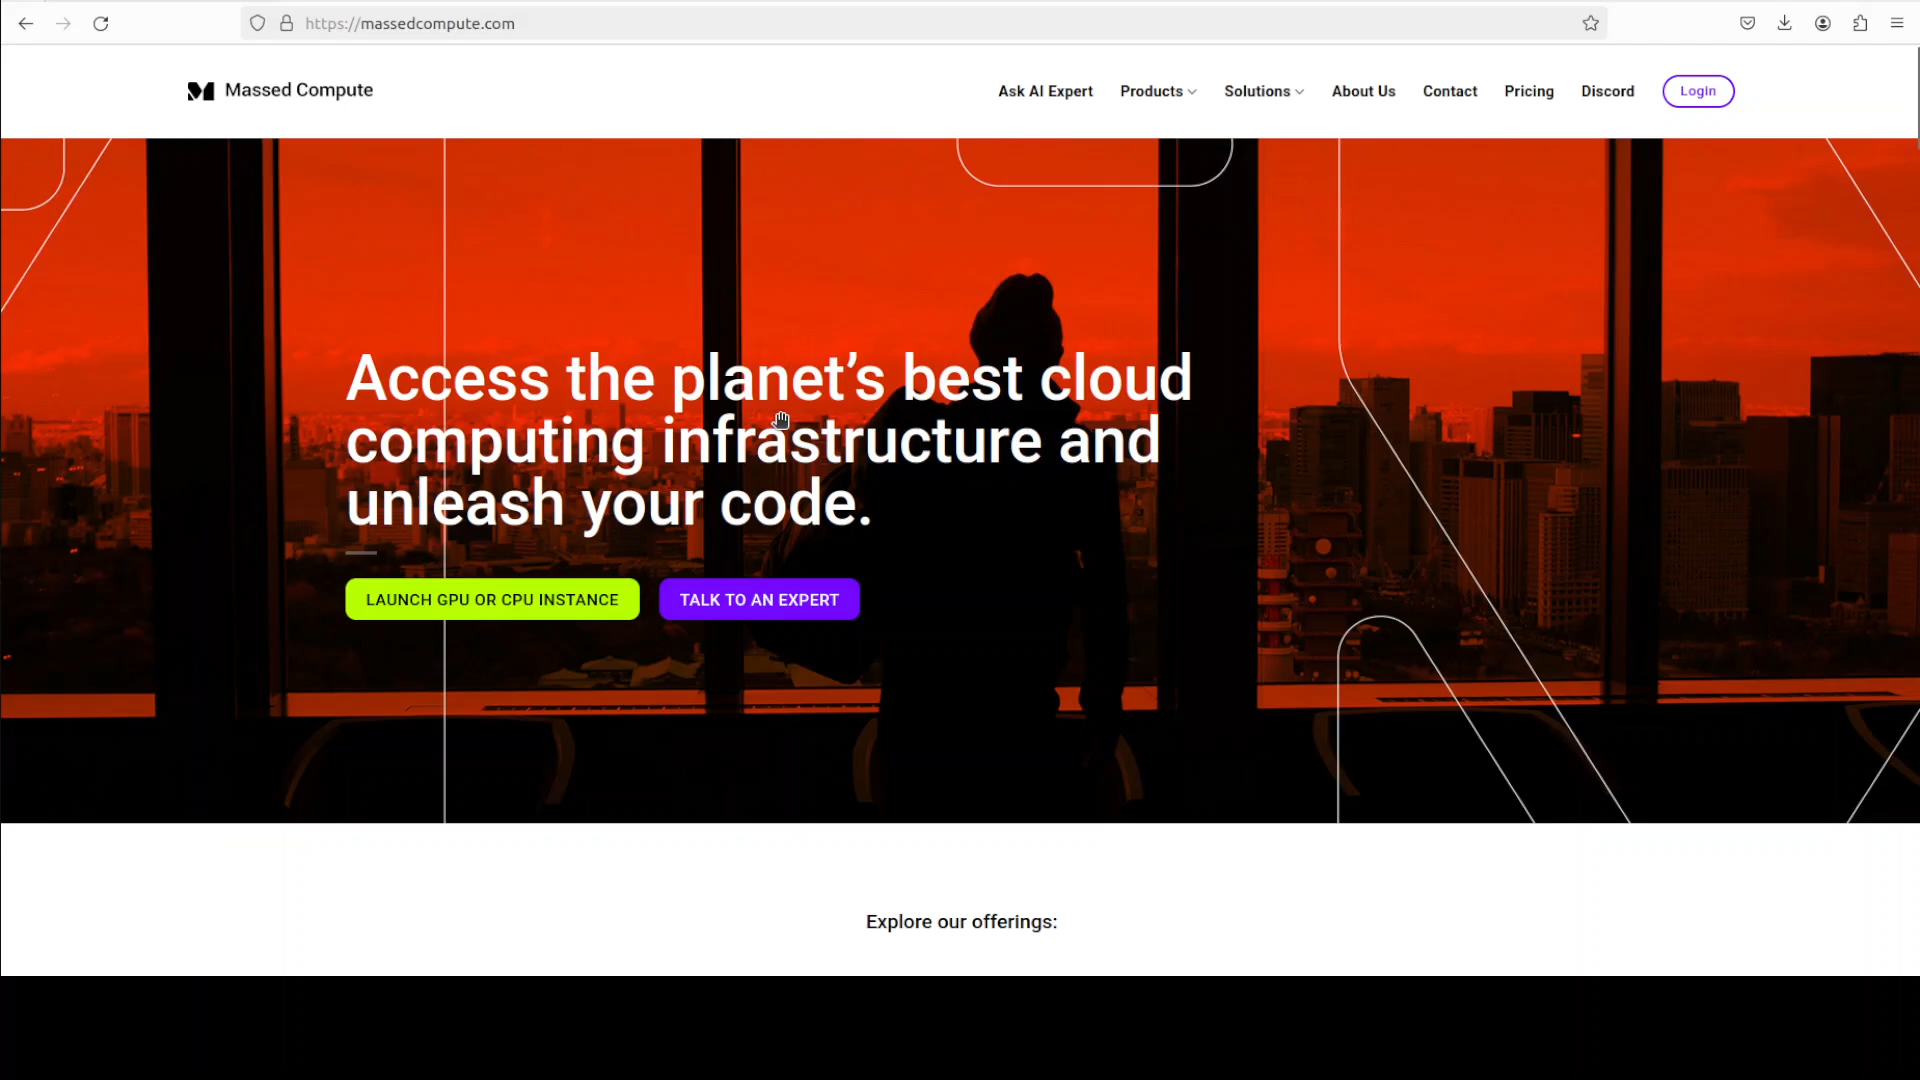 https://massedcompute.com
Massed Compute
Ask AI Expert
Products
Solutions
About Us
Contact
Pricing
Discord
Login
Access the planet’s best cloud
computing infrastructure and
unleash your code.
LAUNCH GPU OR CPU INSTANCE
TALK TO AN EXPERT
Explore our offerings: